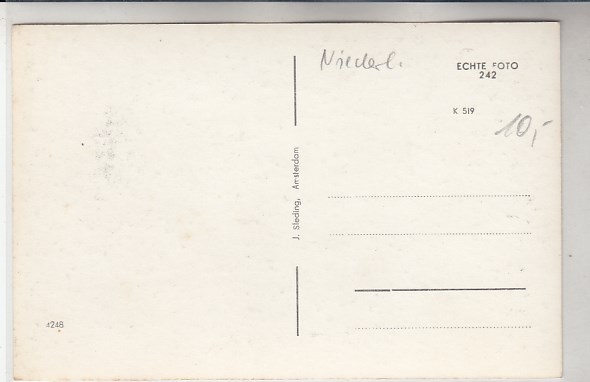 Niederl.
ECHTE FOTO
242
K 519
10,-
J. Sleding, Amsterdam
4248